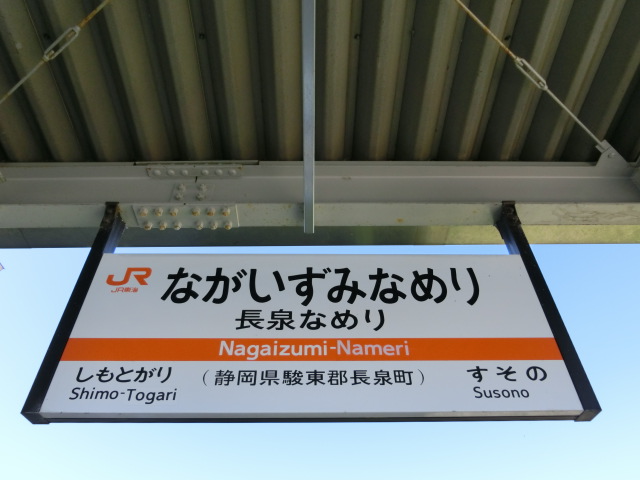 JR
JR東海
ながいずみなめり
長泉なめり
Nagaizumi-Nameri
しもとがり
Shimo-Togari
（静岡県駿東郡長泉町）
すその
Susono